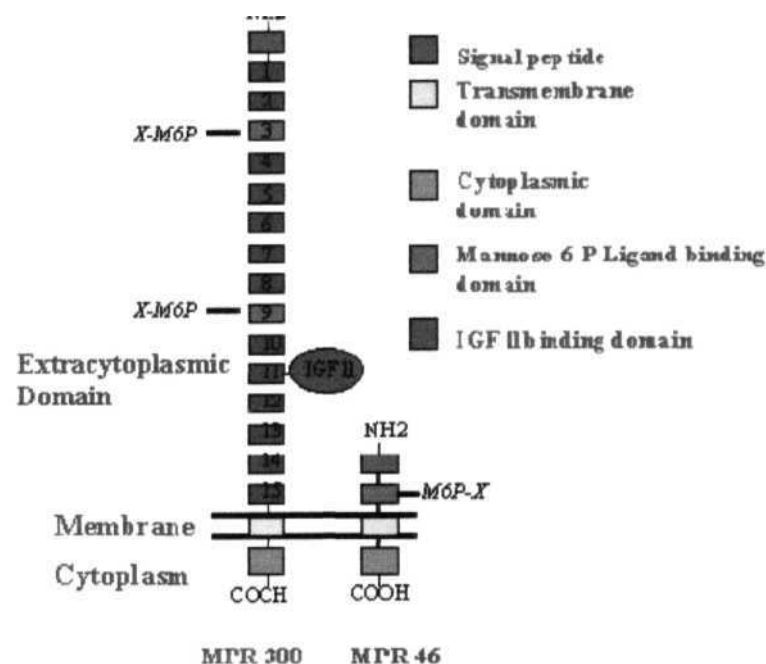 Signal peptide
Transmembrane
domain
1
2
X-M6P
3
4
Cytoplasmic
domain
5
6
7
Mannose 6 P Ligand binding
domain
8
X-M6P
9
10
IGF II binding domain
Extracytoplasmic
Domain
11
IGF II
12
13
NH2
14
15
M6P-X
Membrane
Cytoplasm
COCH
COOH
MPR 300
MPR 46